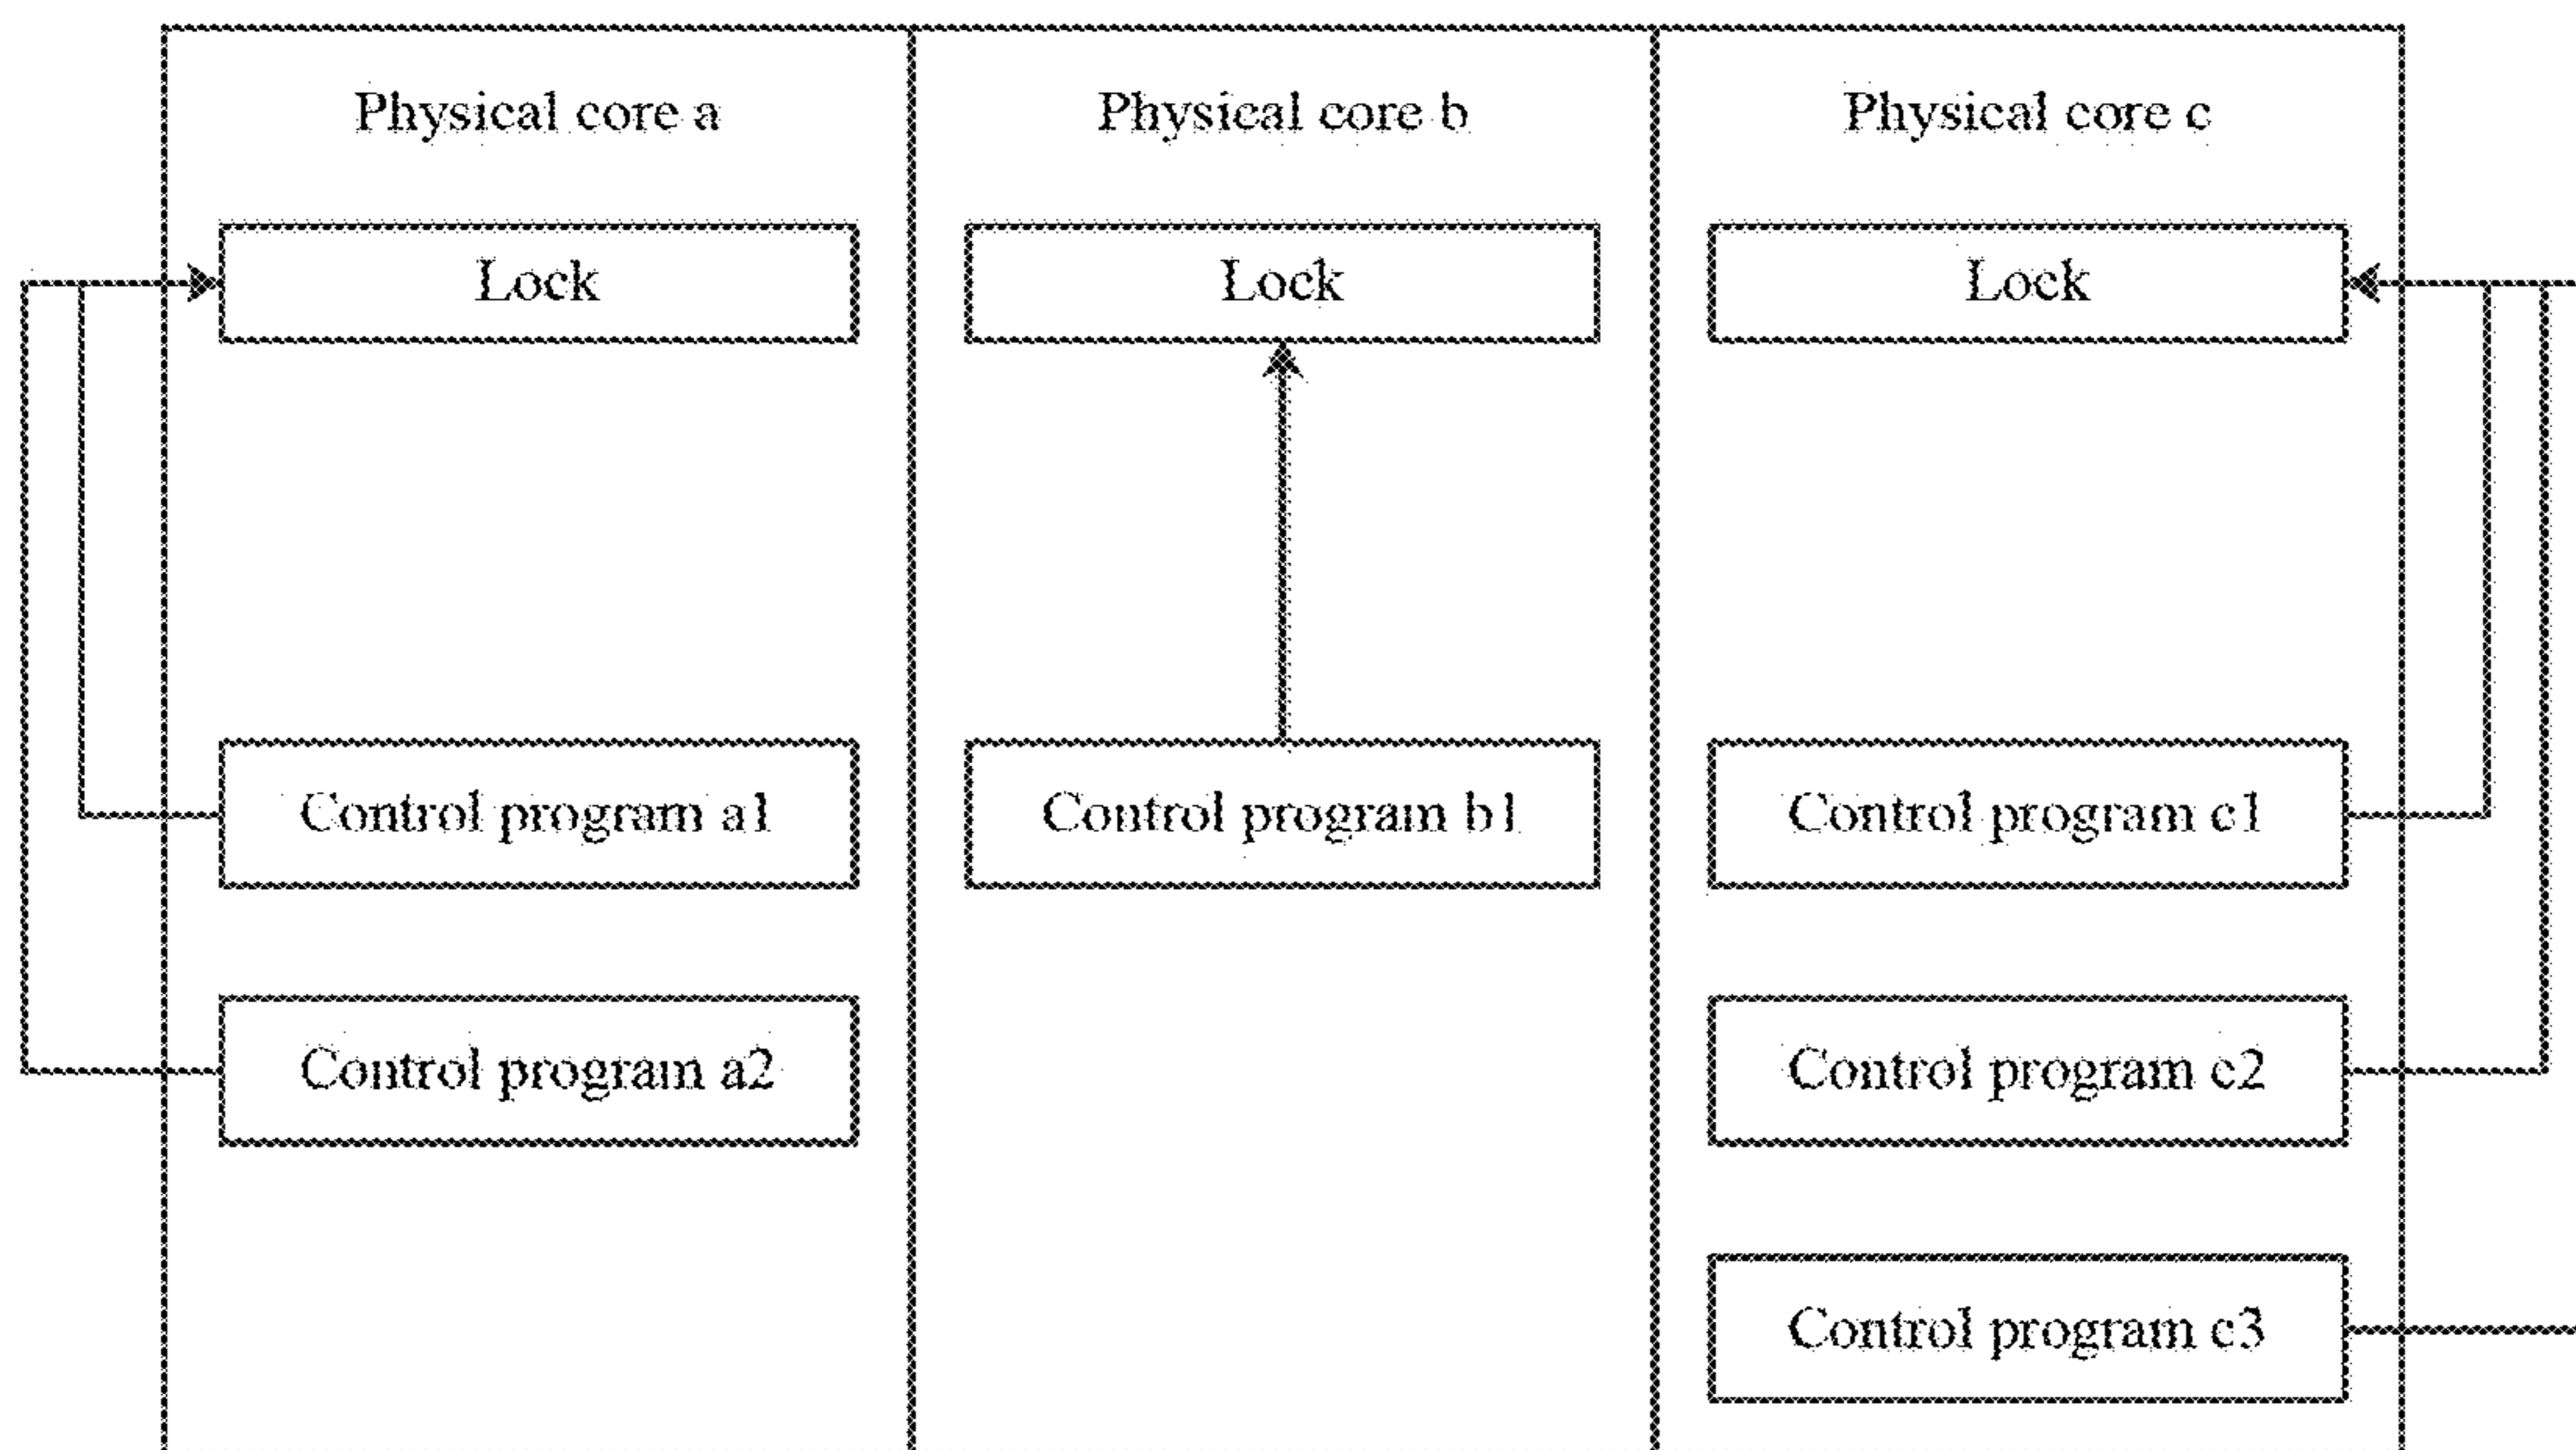 Physical core a
Physical core b
Physical core c
Lock
Lock
Lock
Control program a1
Control program b1
Control program c1
Control program a2
Control program c2
Control program c3